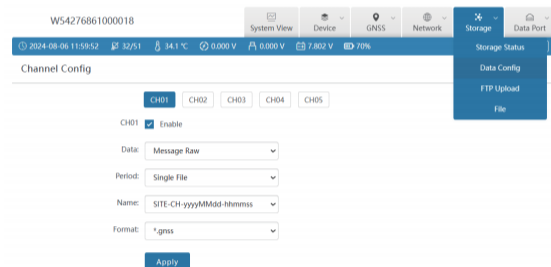 W54276861000018
System View
Device
GNSS
Network
Storage
Data Port
2024-08-06 11:59:52 32/51 34.1 ℃ 0.000 V 0.000 V 7.802 V 70%
Storage Status
Channel Config
Data Config
FTP Upload
File
CH01 CH02 CH03 CH04 CH05
CH01 Enable
Data: Message Raw
Period: Single File
Name: SITE-CH-yyyyMMdd-hhmmss
Format: *.gnss
Apply